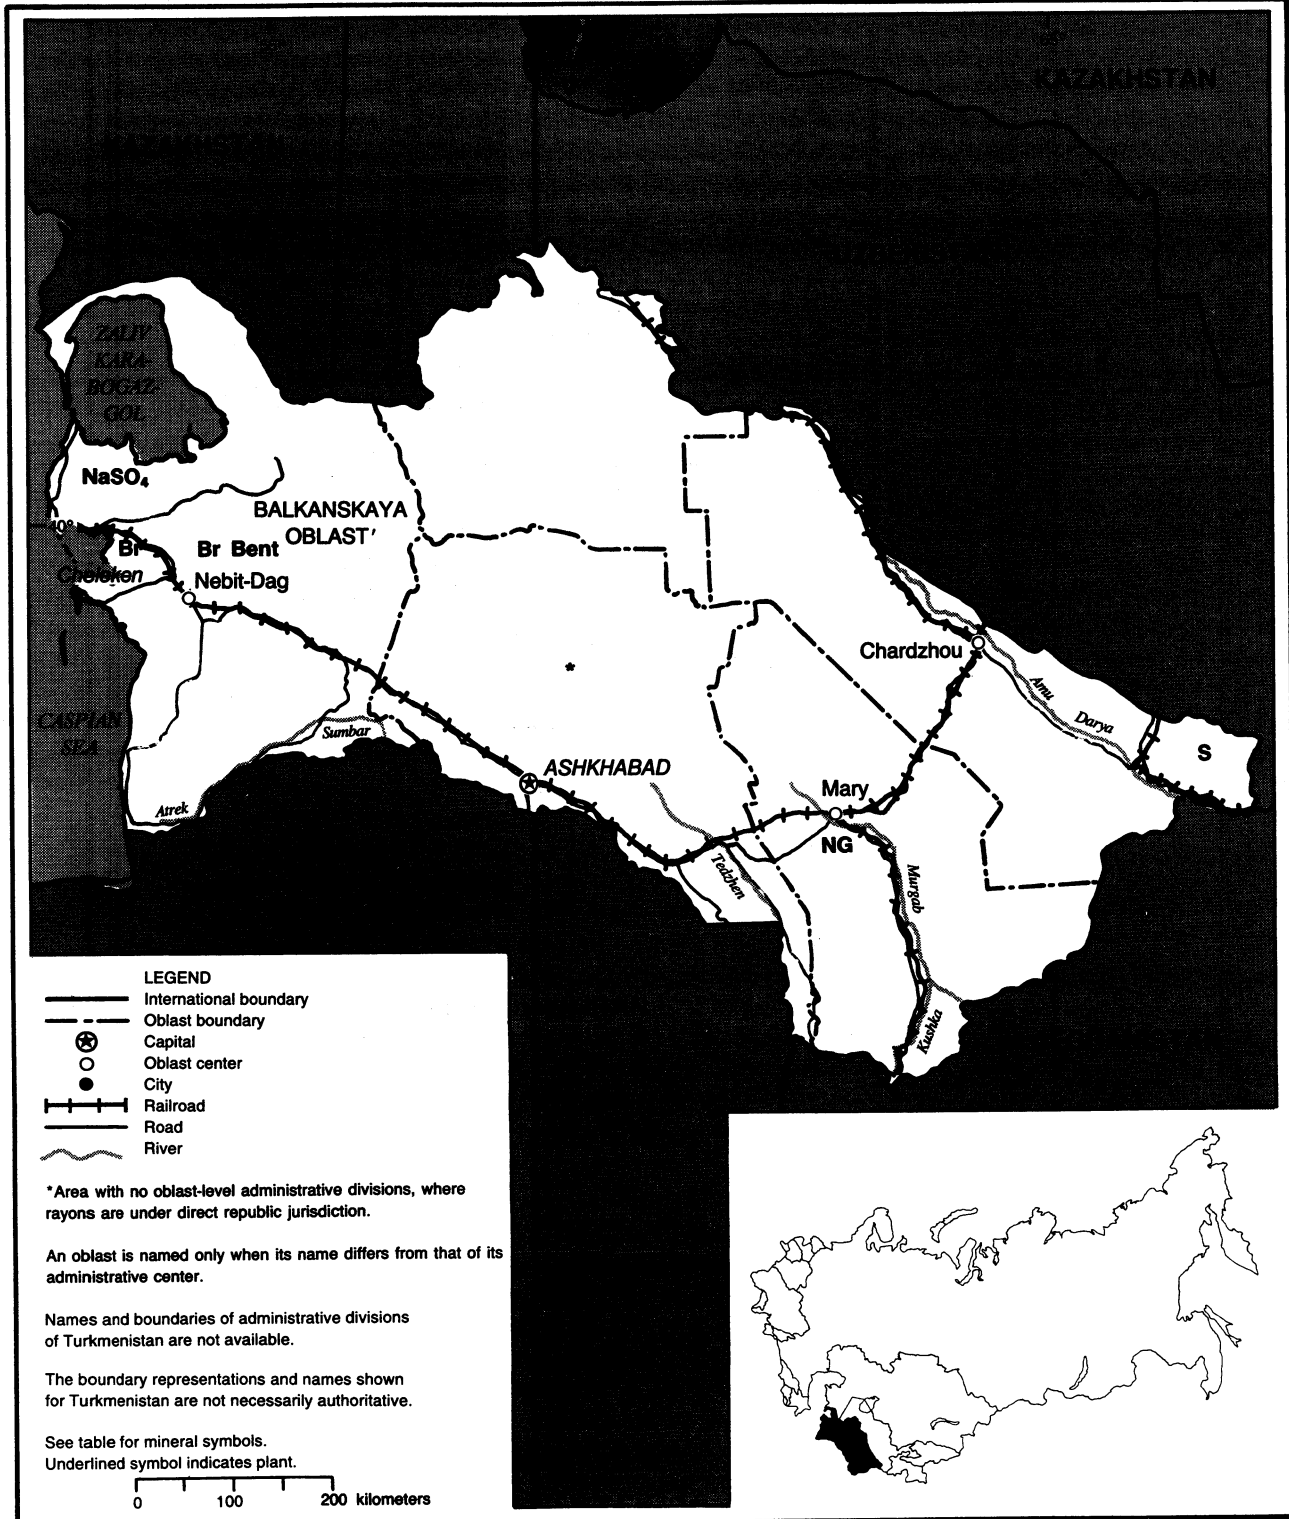 KAZAKHSTAN
KAZAKHSTAN
ZALIV
KARA-
BOGAZ-
GOL
NaSO₄
BALKANSKAYA
OBLAST'
40°
Br
Br Bent
Cheleken
Nebit-Dag
Chardzhou
*
Amu
Darya
CASPIAN
SEA
Sumbar
S
ASHKHABAD
Mary
Atrek
NG
Tedzhen
Murgab
Kushka
LEGEND
International boundary
Oblast boundary
Capital
Oblast center
City
Railroad
Road
River
*Area with no oblast-level administrative divisions, where
rayons are under direct republic jurisdiction.
An oblast is named only when its name differs from that of its
administrative center.
Names and boundaries of administrative divisions
of Turkmenistan are not available.
The boundary representations and names shown
for Turkmenistan are not necessarily authoritative.
See table for mineral symbols.
Underlined symbol indicates plant.
0 100 200 kilometers